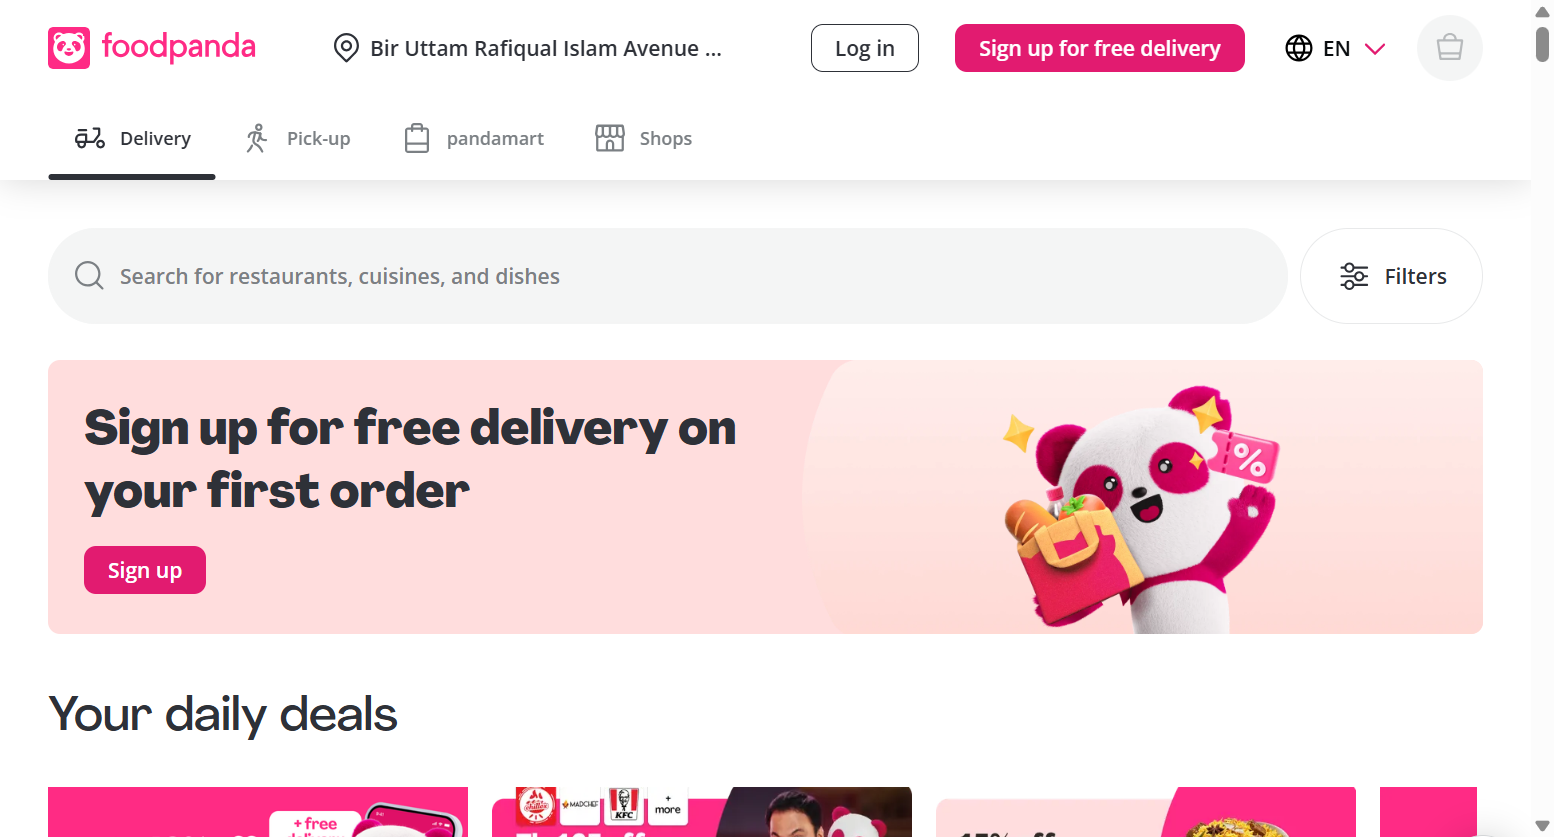 foodpanda
Bir Uttam Rafiqual Islam Avenue ...
Log in
Sign up for free delivery
EN
Delivery
Pick-up
pandamart
Shops
Search for restaurants, cuisines, and dishes
Filters
Sign up for free delivery on
your first order
Sign up
%
Your daily deals
+ free
delivery
chillox
MADCHEF
KFC
+
more